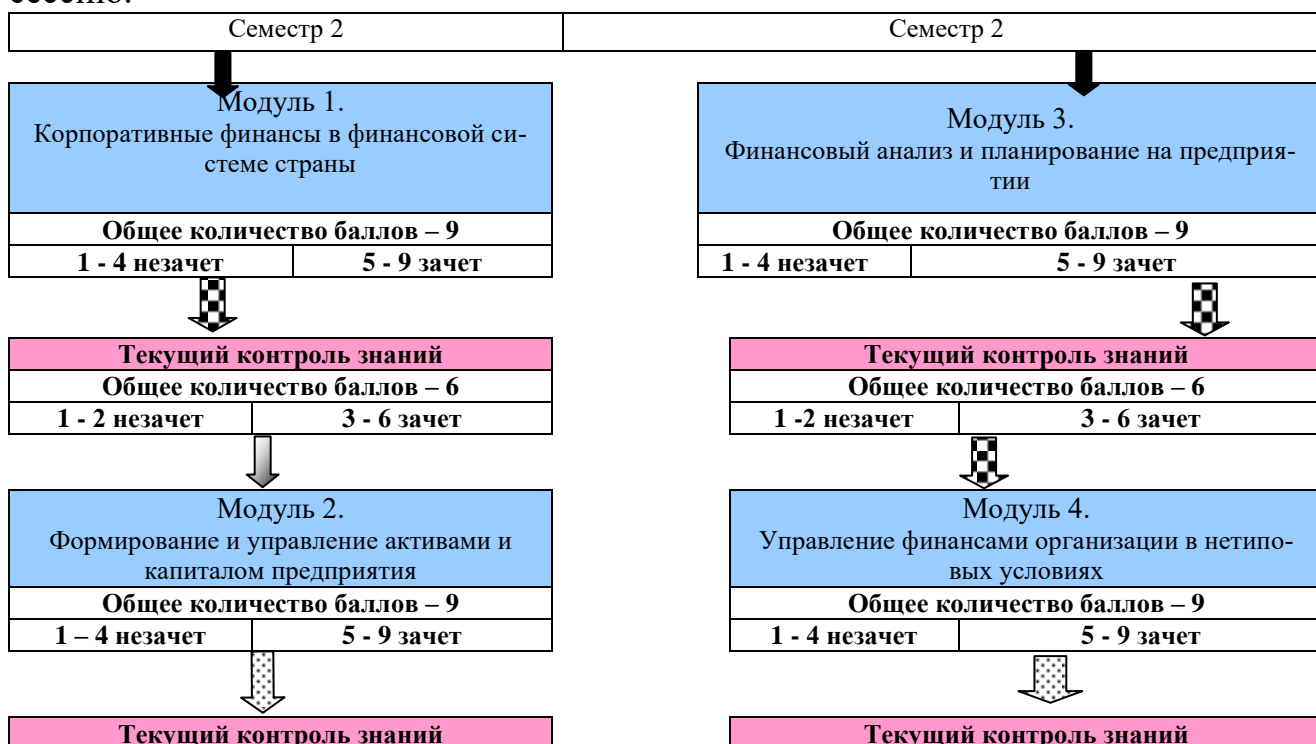 сессию.
Семестр 2
Семестр 2
Модуль 1.
Корпоративные финансы в финансовой си-
стеме страны
Общее количество баллов – 9
1 - 4 незачет
5 - 9 зачет
Текущий контроль знаний
Общее количество баллов – 6
1 - 2 незачет
3 - 6 зачет
Модуль 2.
Формирование и управление активами и
капиталом предприятия
Общее количество баллов – 9
1 – 4 незачет
5 - 9 зачет
Текущий контроль знаний
Модуль 3.
Финансовый анализ и планирование на предприя-
тии
Общее количество баллов – 9
1 - 4 незачет
5 - 9 зачет
Текущий контроль знаний
Общее количество баллов – 6
1 -2 незачет
3 - 6 зачет
Модуль 4.
Управление финансами организации в нетипо-
вых условиях
Общее количество баллов – 9
1 - 4 незачет
5 - 9 зачет
Текущий контроль знаний